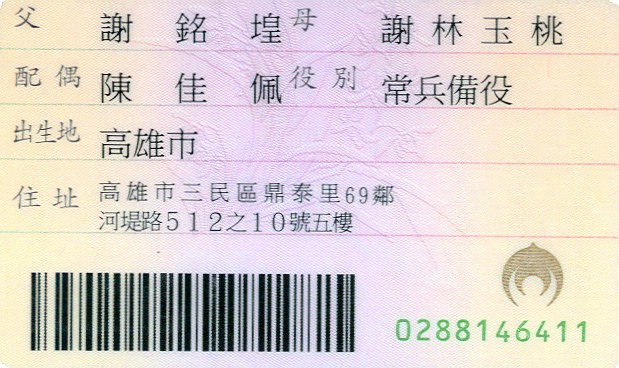 父 謝銘埕 母 謝林玉桃
配偶 陳佳佩 役別 常兵備役
出生地 高雄市
住址 高雄市三民區鼎泰里69鄰
河堤路512之10號五樓
0288146411